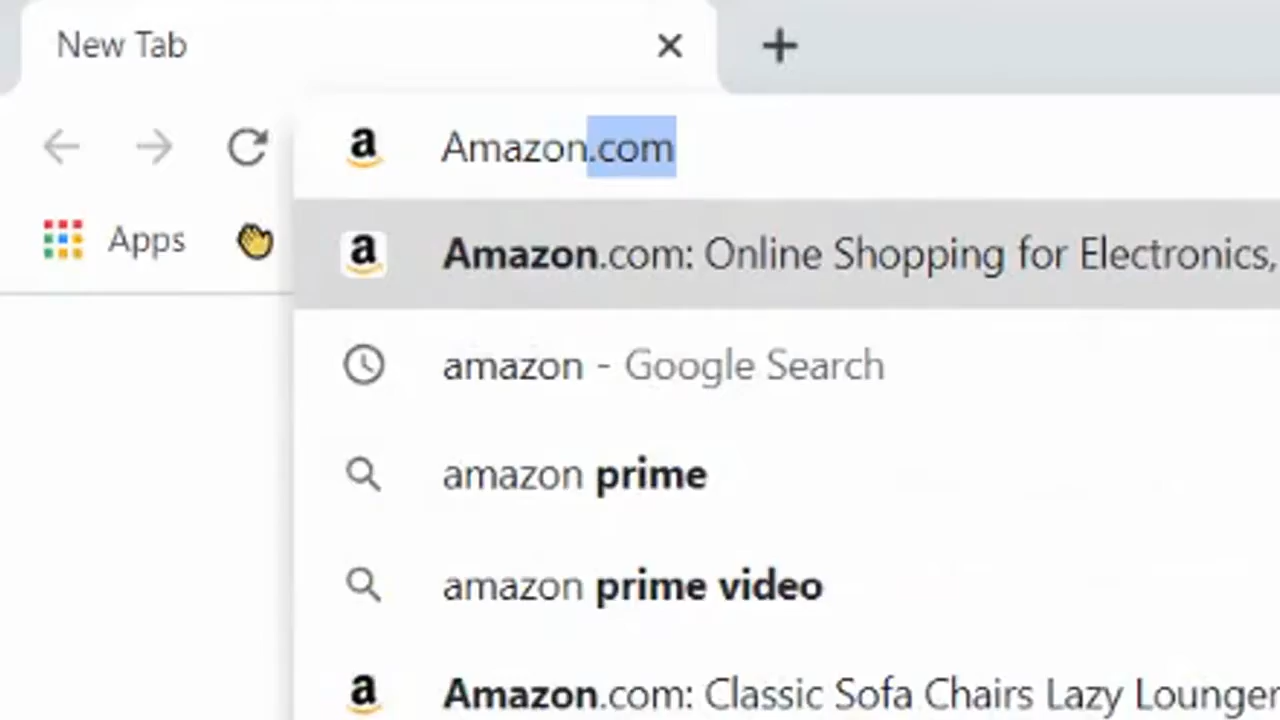 New Tab
Amazon.com
Apps
Amazon.com: Online Shopping for Electronics,
amazon - Google Search
amazon prime
amazon prime video
Amazon.com: Classic Sofa Chairs Lazy Lounger